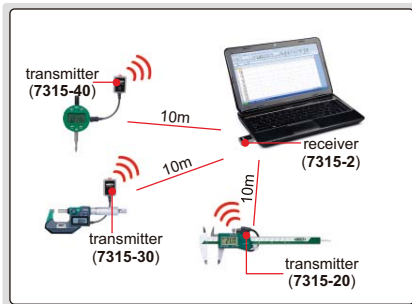 transmitter
(7315-40)
10m
receiver
(7315-2)
10m
10m
transmitter
(7315-30)
transmitter
(7315-20)